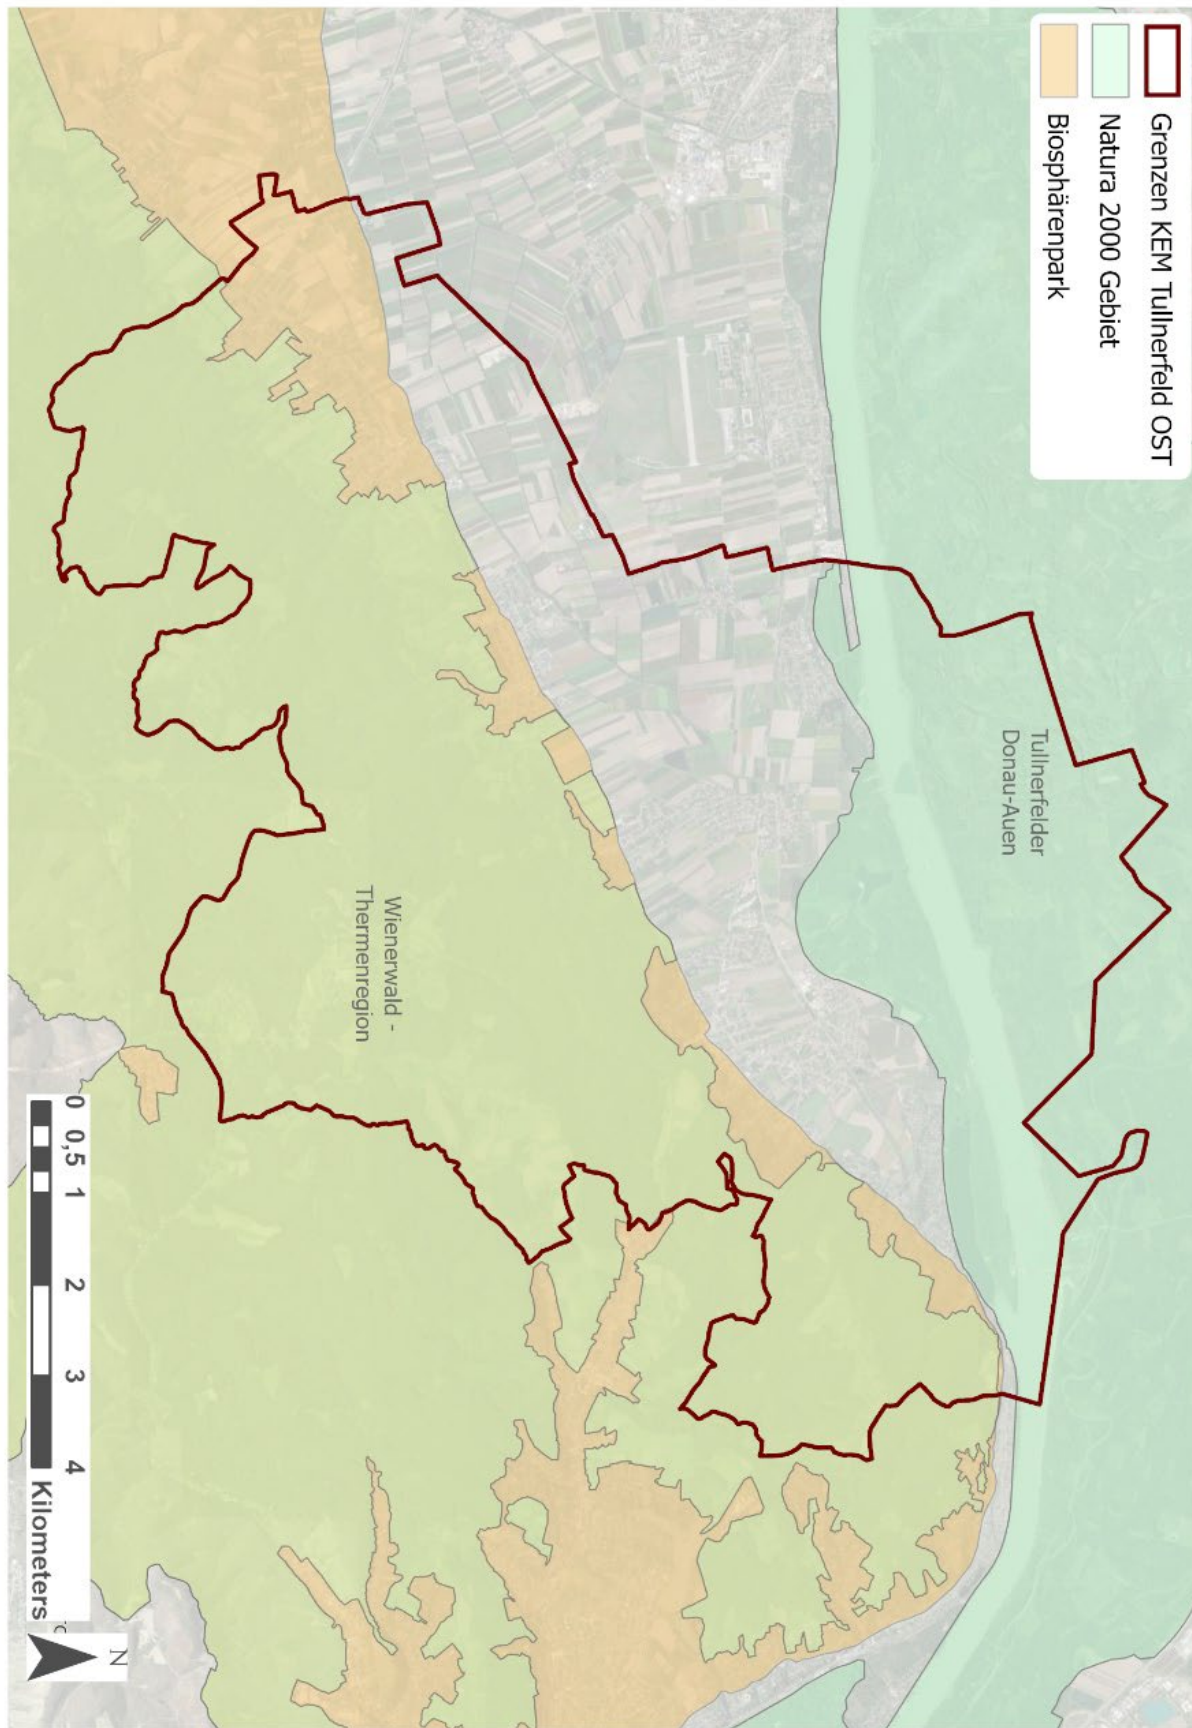 Grenzen KEM Tullnerfeld OST
Natura 2000 Gebiet
Biosphärenpark
Tullnerfelder
Donau-Auen
Wienerwald -
Thermenregion
0 0,5 1 2 3 4
Kilometers
N